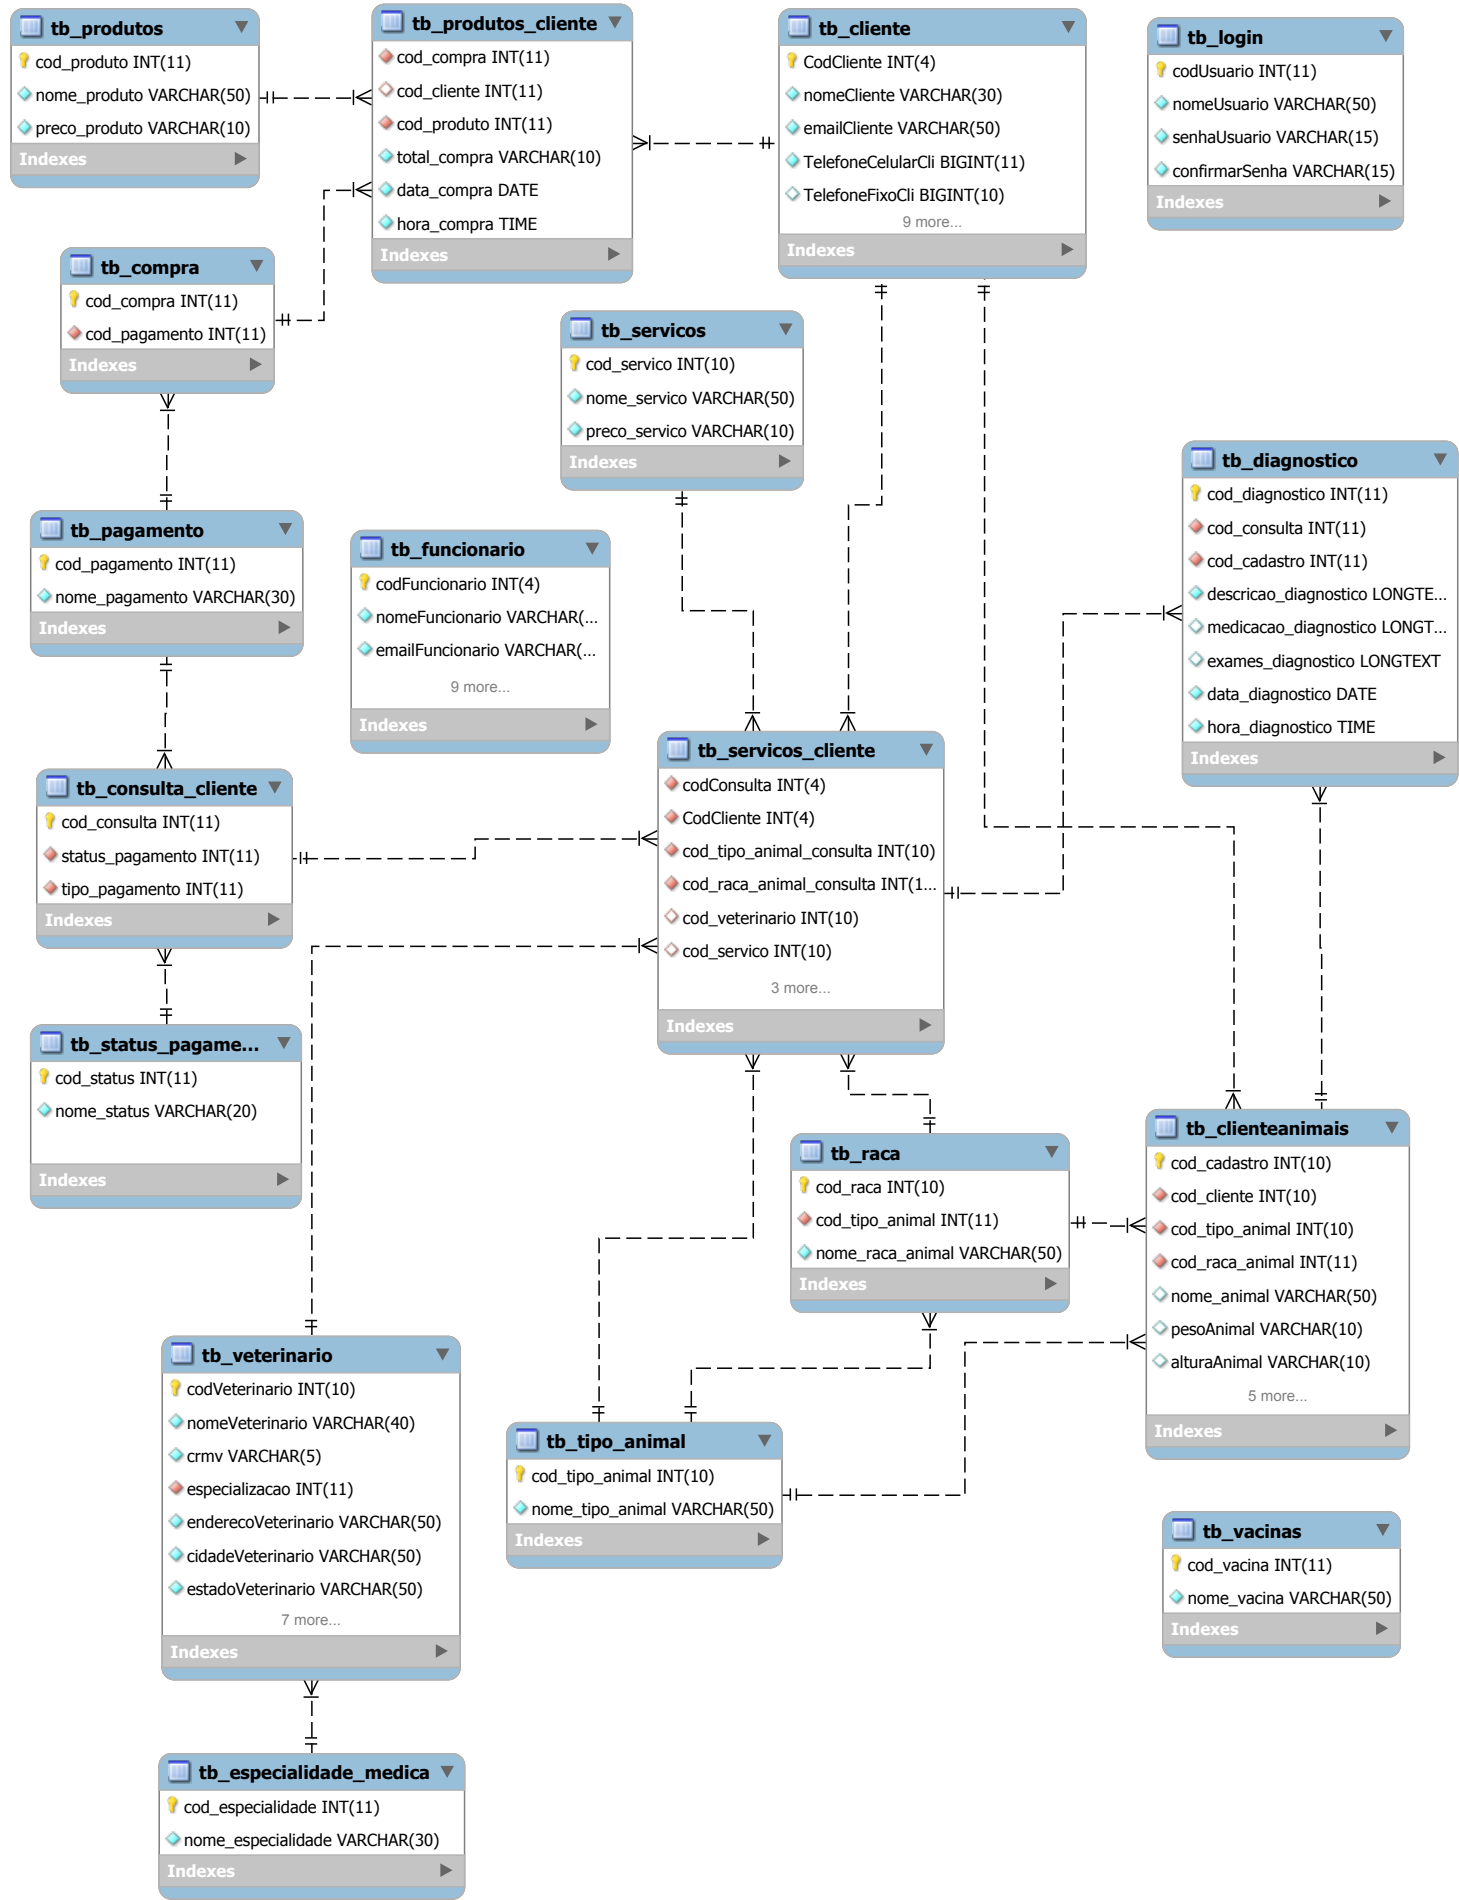 tb_produtos
cod_produto INT(11)
nome_produto VARCHAR(50)
preco_produto VARCHAR(10)
Indexes
tb_produtos_cliente
cod_compra INT(11)
cod_cliente INT(11)
cod_produto INT(11)
total_compra VARCHAR(10)
data_compra DATE
hora_compra TIME
Indexes
tb_cliente
CodCliente INT(4)
nomeCliente VARCHAR(30)
emailCliente VARCHAR(50)
TelefoneCelularCli BIGINT(11)
TelefoneFixoCli BIGINT(10)
9 more...
Indexes
tb_login
codUsuario INT(11)
nomeUsuario VARCHAR(50)
senhaUsuario VARCHAR(15)
confirmarSenha VARCHAR(15)
Indexes
tb_compra
cod_compra INT(11)
cod_pagamento INT(11)
Indexes
tb_servicos
cod_servico INT(10)
nome_servico VARCHAR(50)
preco_servico VARCHAR(10)
Indexes
tb_diagnostico
cod_diagnostico INT(11)
cod_consulta INT(11)
cod_cadastro INT(11)
descricao_diagnostico LONGTE...
medicacao_diagnostico LONGT...
exames_diagnostico LONGTEXT
data_diagnostico DATE
hora_diagnostico TIME
Indexes
tb_pagamento
cod_pagamento INT(11)
nome_pagamento VARCHAR(30)
Indexes
tb_funcionario
codFuncionario INT(4)
nomeFuncionario VARCHAR(...
emailFuncionario VARCHAR(...
9 more...
Indexes
tb_servicos_cliente
codConsulta INT(4)
CodCliente INT(4)
cod_tipo_animal_consulta INT(10)
cod_raca_animal_consulta INT(1...
cod_veterinario INT(10)
cod_servico INT(10)
3 more...
Indexes
tb_consulta_cliente
cod_consulta INT(11)
status_pagamento INT(11)
tipo_pagamento INT(11)
Indexes
tb_status_pagame...
cod_status INT(11)
nome_status VARCHAR(20)
Indexes
tb_raca
cod_raca INT(10)
cod_tipo_animal INT(11)
nome_raca_animal VARCHAR(50)
Indexes
tb_clienteanimais
cod_cadastro INT(10)
cod_cliente INT(10)
cod_tipo_animal INT(10)
cod_raca_animal INT(11)
nome_animal VARCHAR(50)
pesoAnimal VARCHAR(10)
alturaAnimal VARCHAR(10)
5 more...
Indexes
tb_veterinario
codVeterinario INT(10)
nomeVeterinario VARCHAR(40)
crmv VARCHAR(5)
especializacao INT(11)
enderecoVeterinario VARCHAR(50)
cidadeVeterinario VARCHAR(50)
estadoVeterinario VARCHAR(50)
7 more...
Indexes
tb_tipo_animal
cod_tipo_animal INT(10)
nome_tipo_animal VARCHAR(50)
Indexes
tb_vacinas
cod_vacina INT(11)
nome_vacina VARCHAR(50)
Indexes
tb_especialidade_medica
cod_especialidade INT(11)
nome_especialidade VARCHAR(30)
Indexes